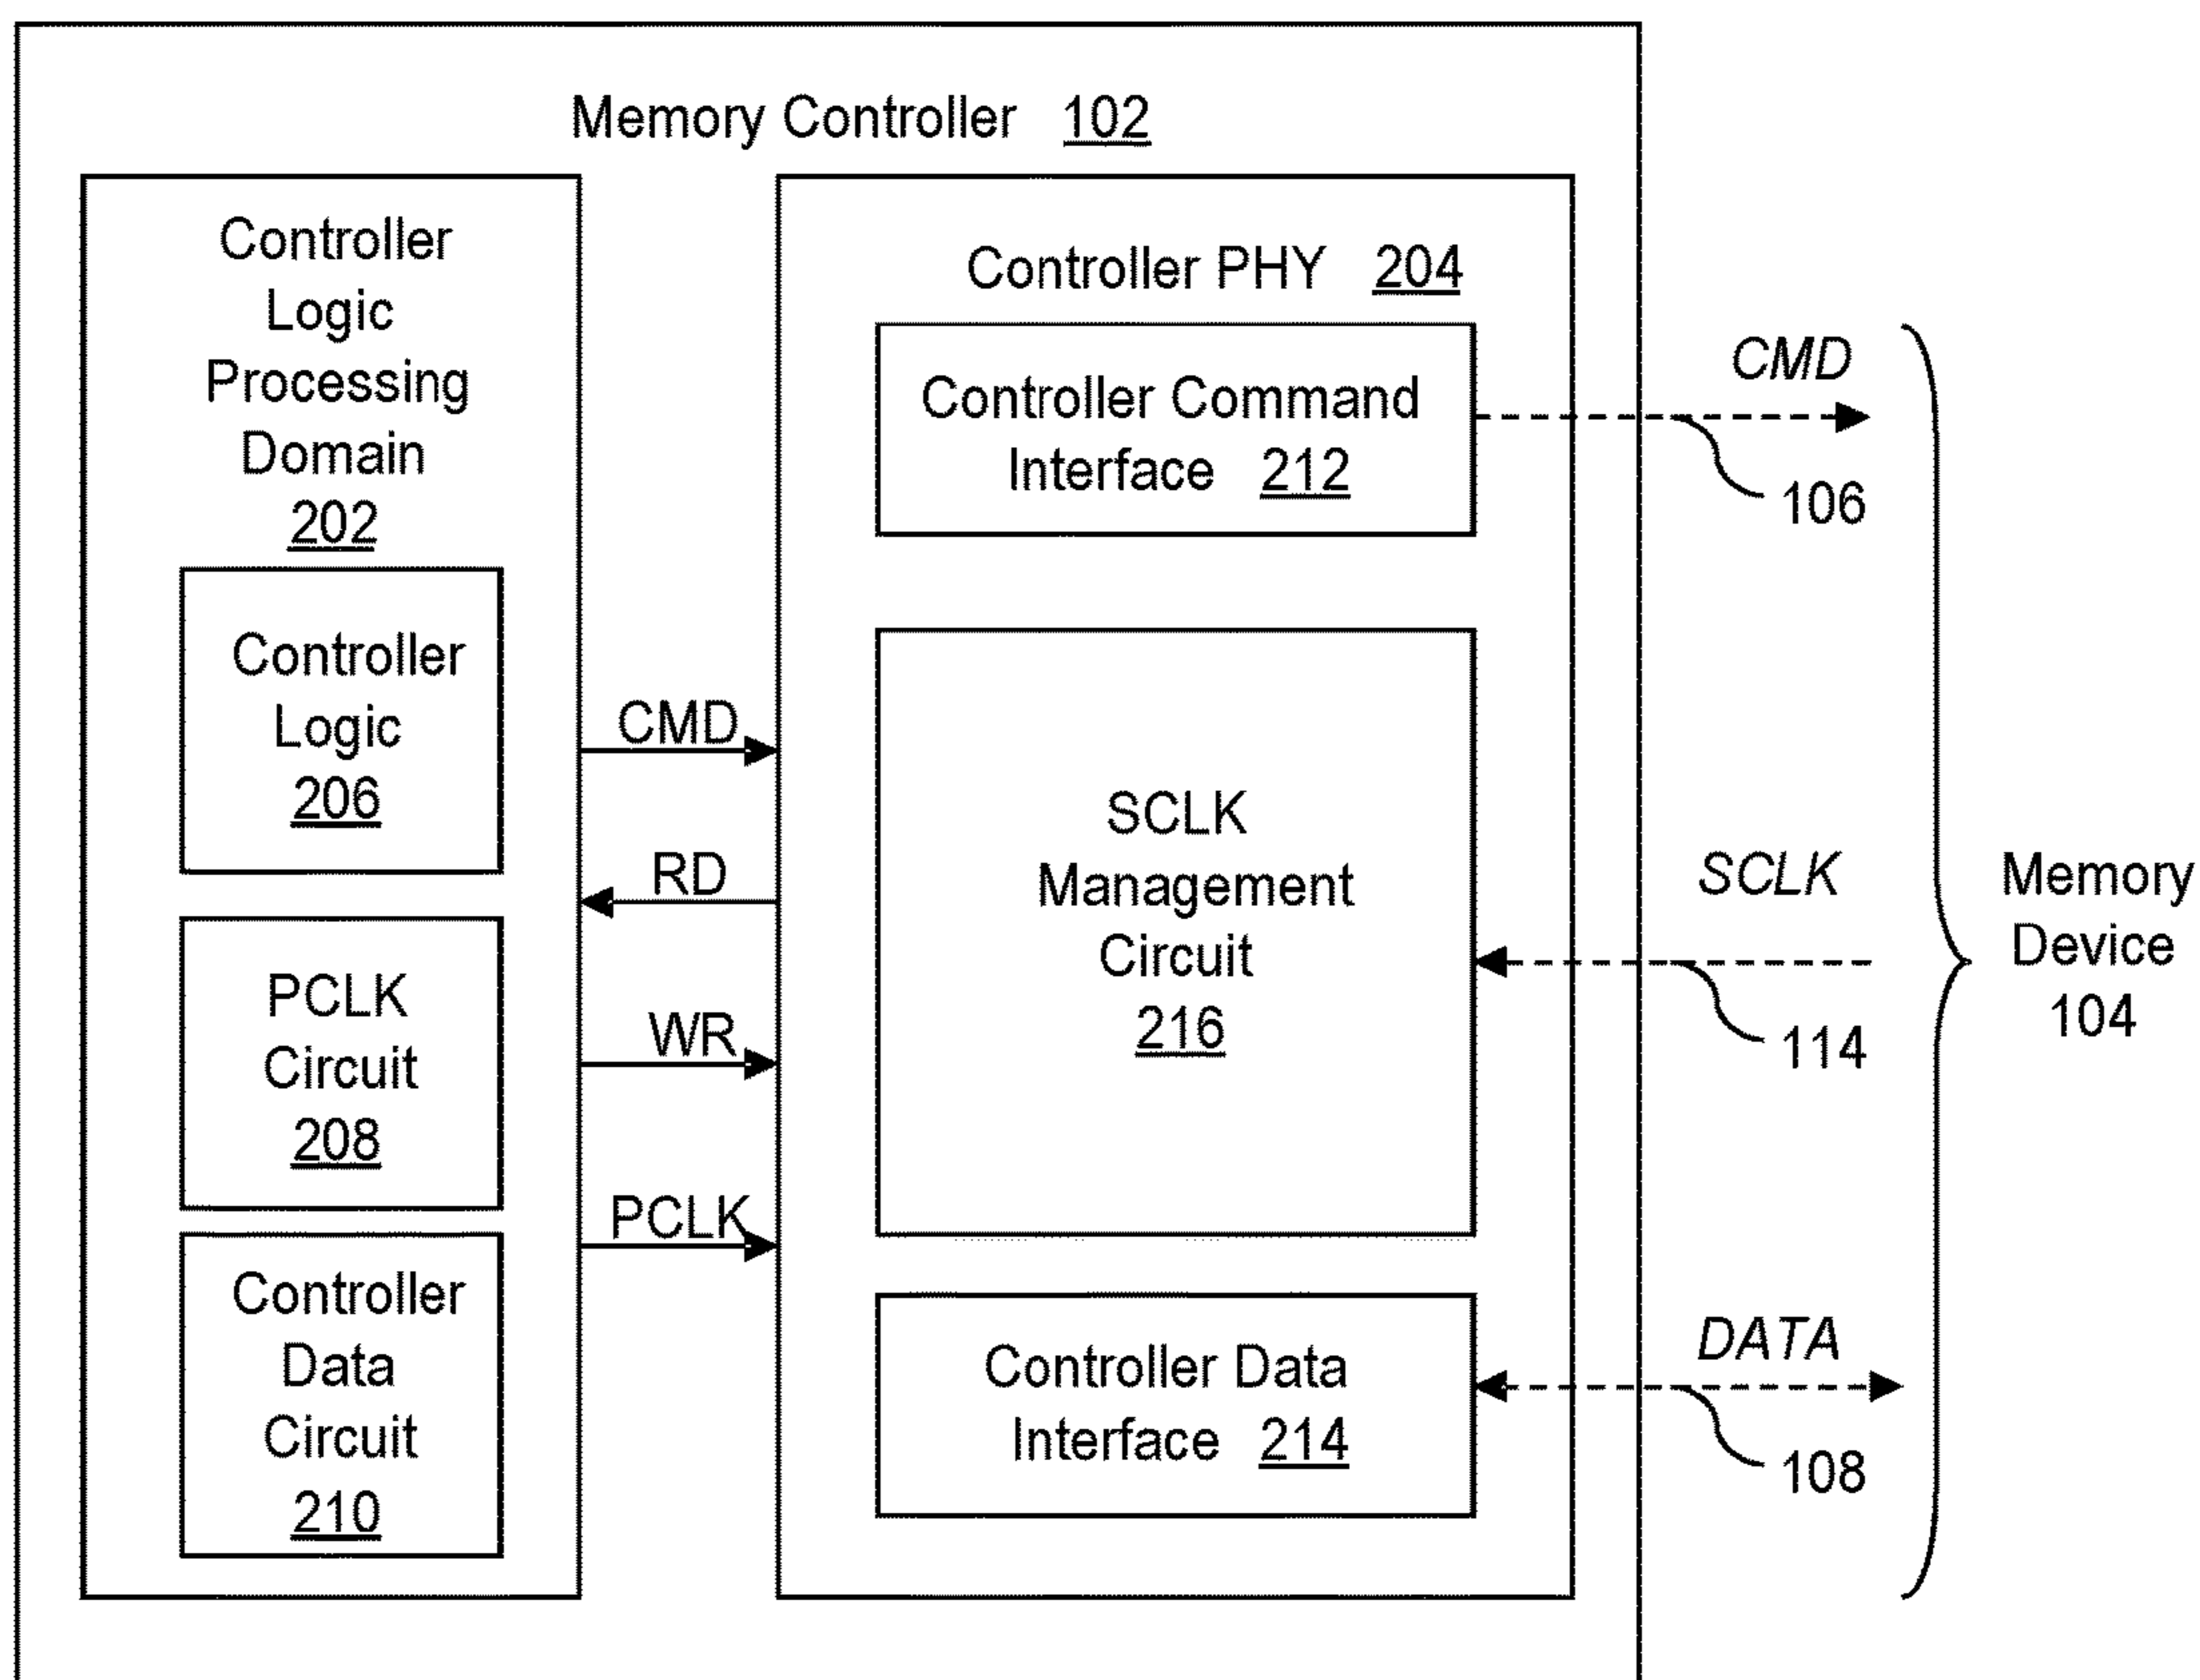 Memory Controller 102
Controller
Logic
Processing
Domain
202
Controller
Logic
206
PCLK
Circuit
208
Controller
Data
Circuit
210
CMD
RD
WR
PCLK
Controller PHY 204
Controller Command
Interface 212
SCLK
Management
Circuit
216
Controller Data
Interface 214
CMD
106
SCLK
114
DATA
108
Memory
Device
104